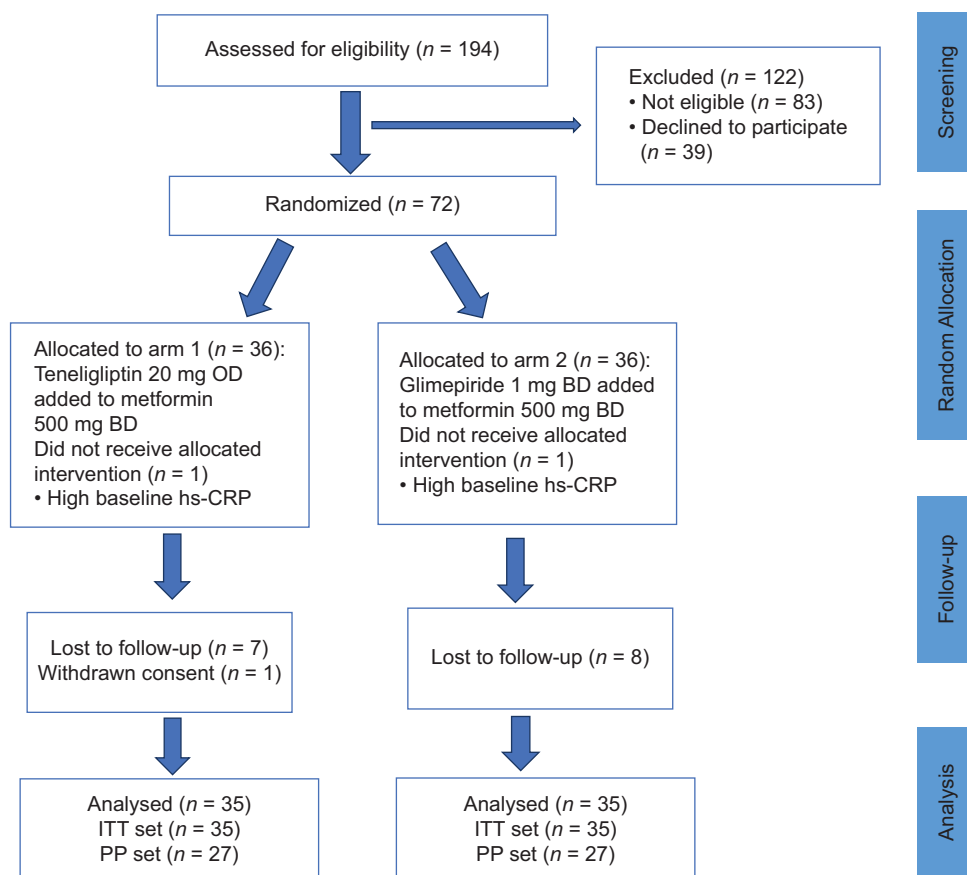 Assessed for eligibility (n = 194)
Excluded (n = 122)
• Not eligible (n = 83)
• Declined to participate
(n = 39)
Screening
Randomized (n = 72)
Random Allocation
Allocated to arm 1 (n = 36):
Teneligliptin 20 mg OD
added to metformin
500 mg BD
Did not receive allocated
intervention (n = 1)
• High baseline hs-CRP
Allocated to arm 2 (n = 36):
Glimepiride 1 mg BD added
to metformin 500 mg BD
Did not receive allocated
intervention (n = 1)
• High baseline hs-CRP
Follow-up
Lost to follow-up (n = 7)
Withdrawn consent (n = 1)
Lost to follow-up (n = 8)
Analysed (n = 35)
ITT set (n = 35)
PP set (n = 27)
Analysed (n = 35)
ITT set (n = 35)
PP set (n = 27)
Analysis